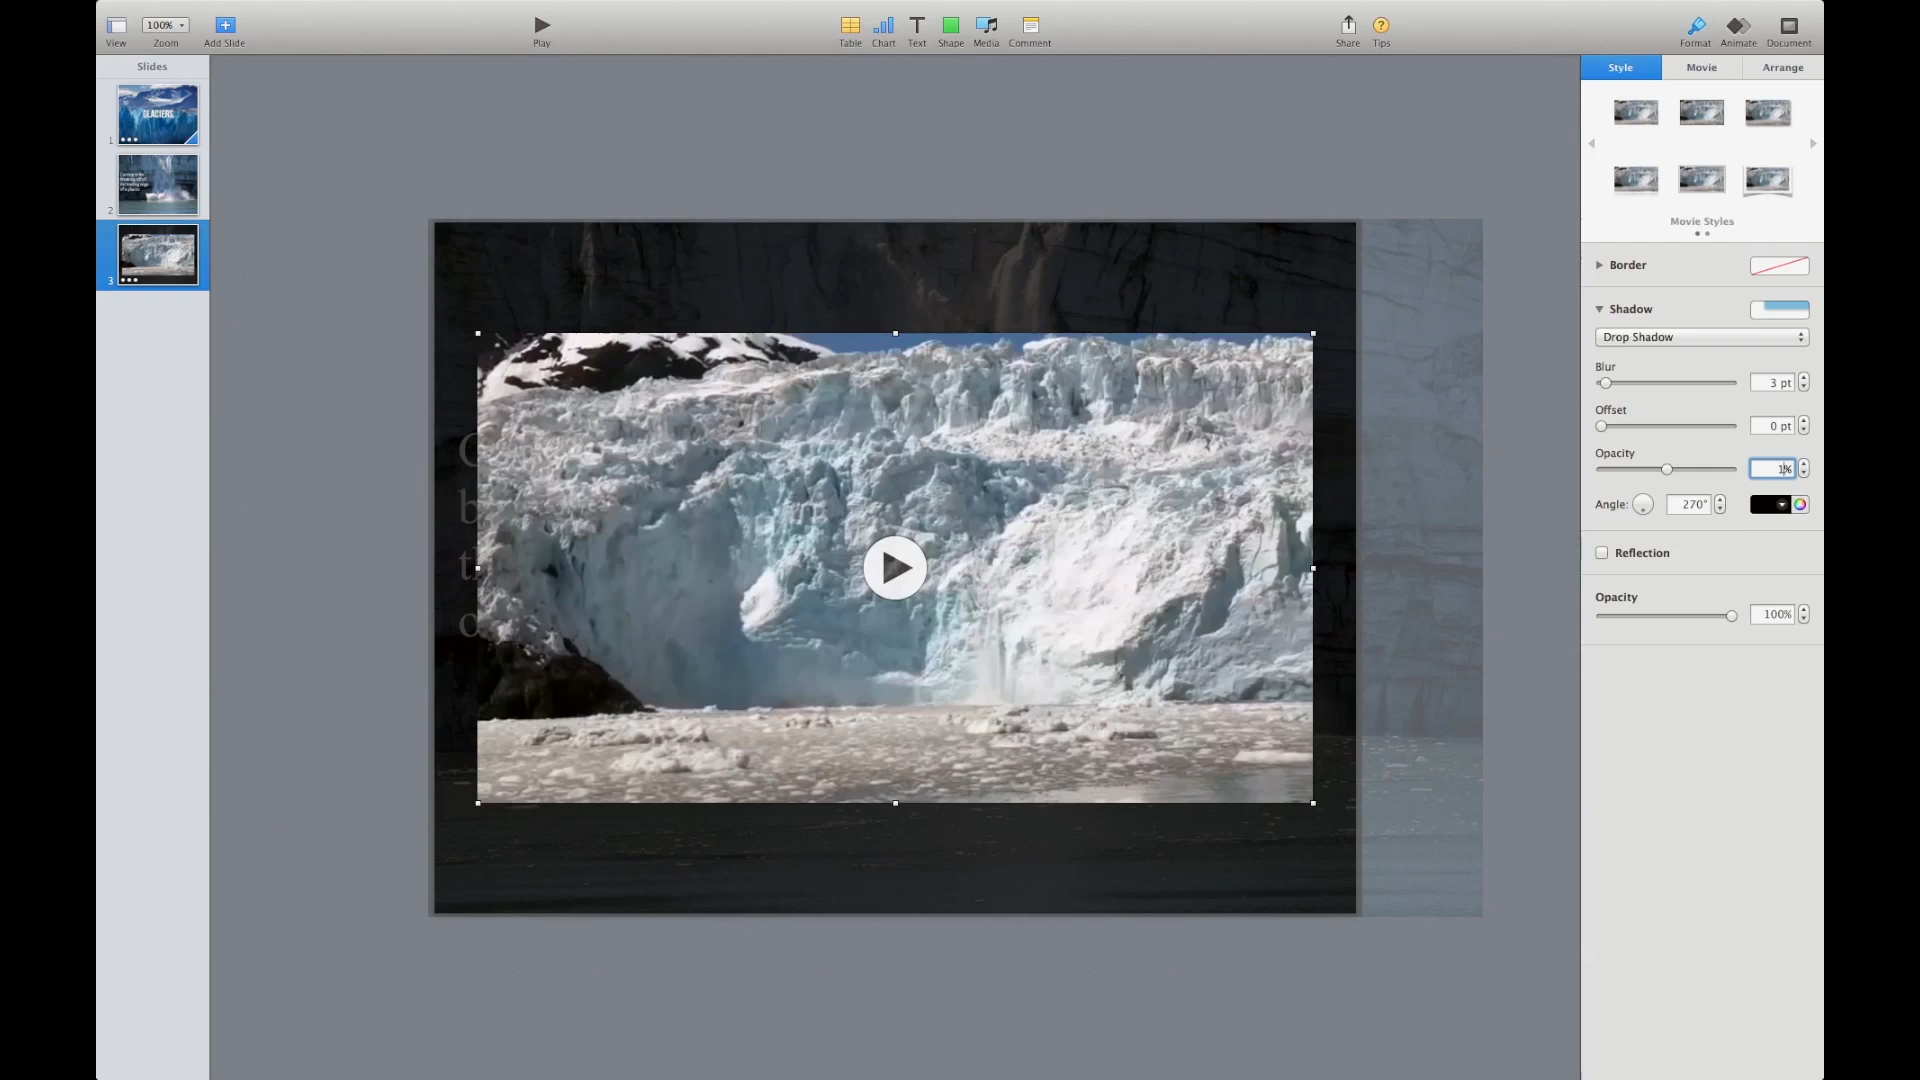 View
100%
Zoom
Add Slide
Play
Table
Chart
Text
Shape
Media
Comment
Share
Tips
Format
Animate
Document
Slides
1
GLACIERS
2
3
Style
Movie
Arrange
Movie Styles
Border
Shadow
Drop Shadow
Blur
3 pt
Offset
0 pt
Opacity
1%
Angle:
270°
Reflection
Opacity
100%